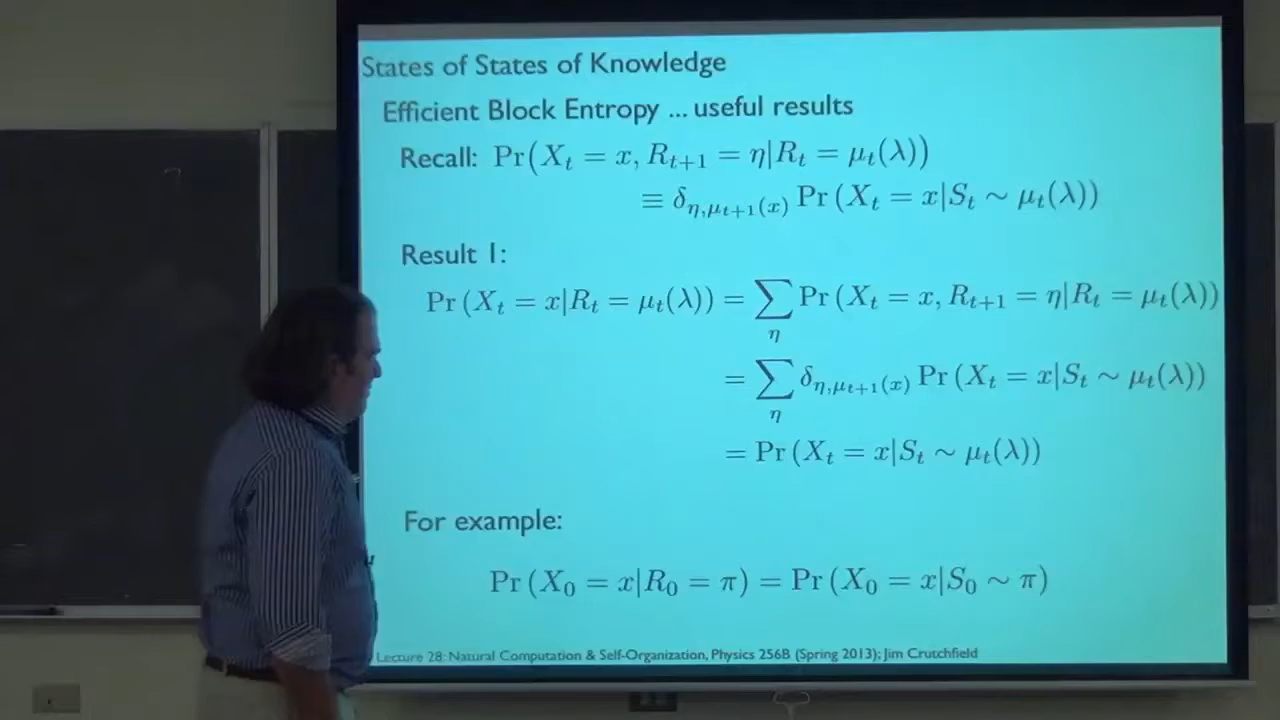 States of States of Knowledge
Efficient Block Entropy ... useful results
Recall: Pr(X_t = x, R_{t+1} = η|R_t = μ_t(λ))
≡ δ_{η,μ_{t+1}(x)} Pr (X_t = x|S_t ∼ μ_t(λ))
Result 1:
Pr (X_t = x|R_t = μ_t(λ)) = ∑_η Pr (X_t = x, R_{t+1} = η|R_t = μ_t(λ))
= ∑_η δ_{η,μ_{t+1}(x)} Pr (X_t = x|S_t ∼ μ_t(λ))
= Pr (X_t = x|S_t ∼ μ_t(λ))
For example:
Pr (X_0 = x|R_0 = π) = Pr (X_0 = x|S_0 ∼ π)
Lecture 28: Natural Computation & Self-Organization, Physics 256B (Spring 2013); Jim Crutchfield